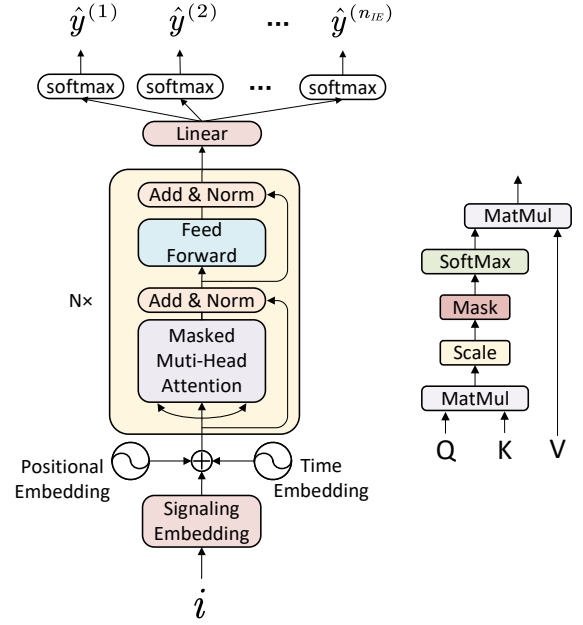 ŷ^(1) ŷ^(2) ... ŷ^(n_IE)
softmax softmax ... softmax
Linear
Add & Norm
Feed
Forward
Add & Norm
N×
Masked
Muti-Head
Attention
Positional
Embedding
Time
Embedding
Signaling
Embedding
i
MatMul
SoftMax
Mask
Scale
MatMul
Q K V